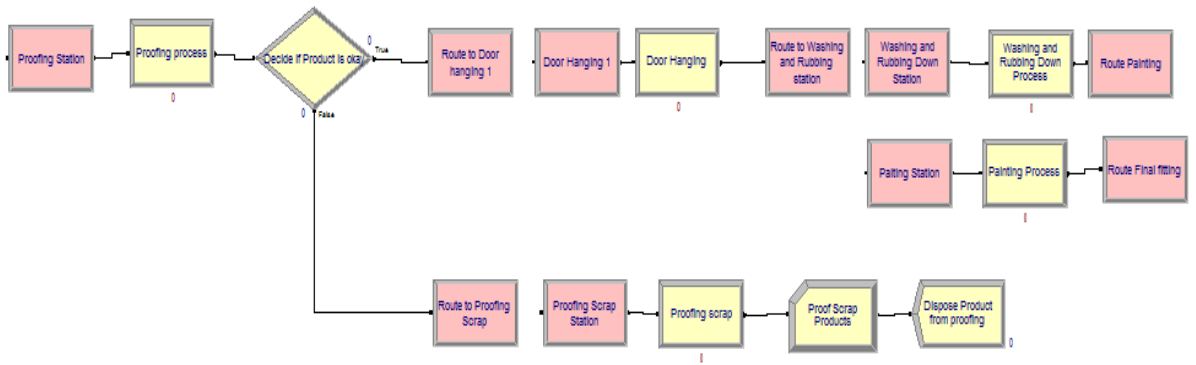 Proofing Station
Proofing process
0
Decide if Product is okay
0
True
0
False
Route to Door
hanging 1
Door Hanging 1
Door Hanging
0
Route to Washing
and Rubbing
station
Washing and
Rubbing Down
Station
Washing and
Rubbing Down
Process
0
Route Painting
Paiting Station
Painting Process
0
Route Final fitting
Route to Proofing
Scrap
Proofing Scrap
Station
Proofing scrap
0
Proof Scrap
Products
Dispose Product
from proofing
0